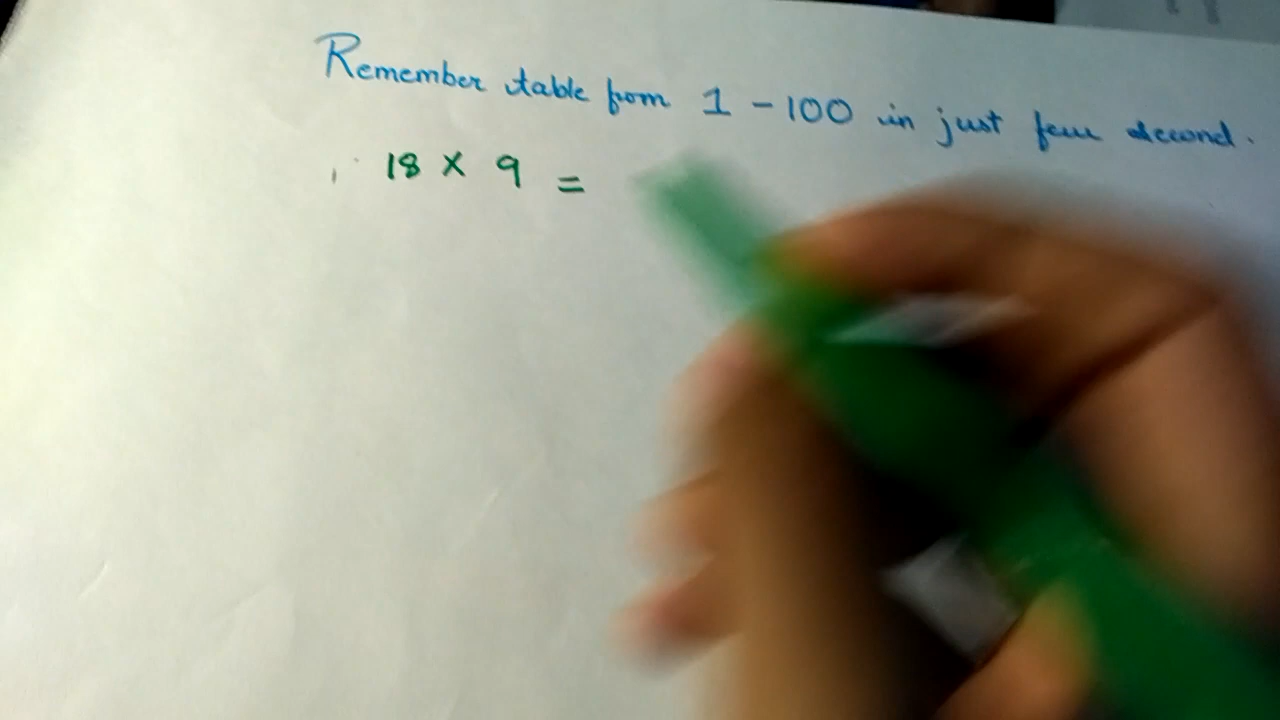 Remember table from 1 - 100 in just few second.
18 x 9 =